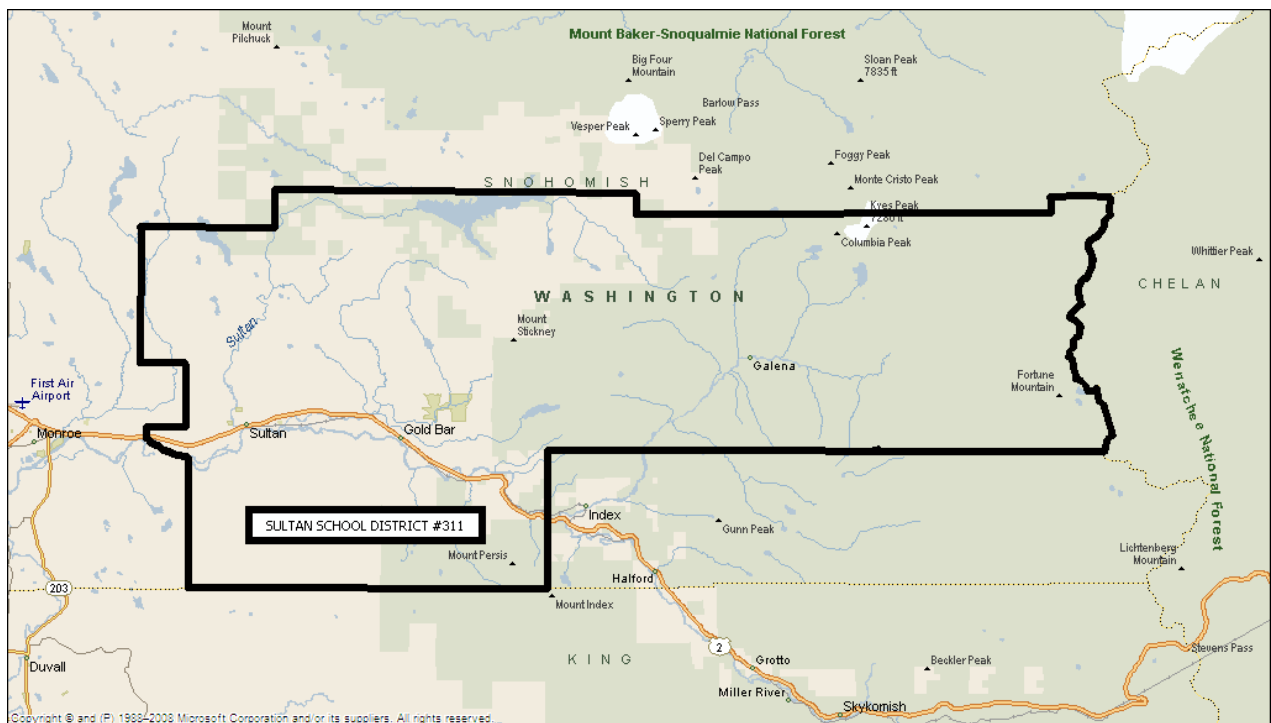 Mount
Pilchuck
Mount Baker-Snoqualmie National Forest
Big Four
Mountain
Sloan Peak
7835 ft
Barlow Pass
Vesper Peak
Sperry Peak
Del Campo
Peak
Foggy Peak
SNOHOMISH
Monte Cristo Peak
Kyes Peak
7280 ft
Columbia Peak
Whittier Peak
CHELAN
WASHINGTON
Sultan
Mount
Stickney
Galena
Wenatchee National Forest
First Air
Airport
Fortune
Mountain
Monroe
Sultan
Gold Bar
SULTAN SCHOOL DISTRICT #311
Index
Gunn Peak
Mount Persis
Lichtenberg
Mountain
Halford
203
Mount Index
2
Stevens Pass
Duvall
KING
Grotto
Beckler Peak
Miller River
Skykomish
Copyright © and (P) 1988-2008 Microsoft Corporation and/or its suppliers. All rights reserved.